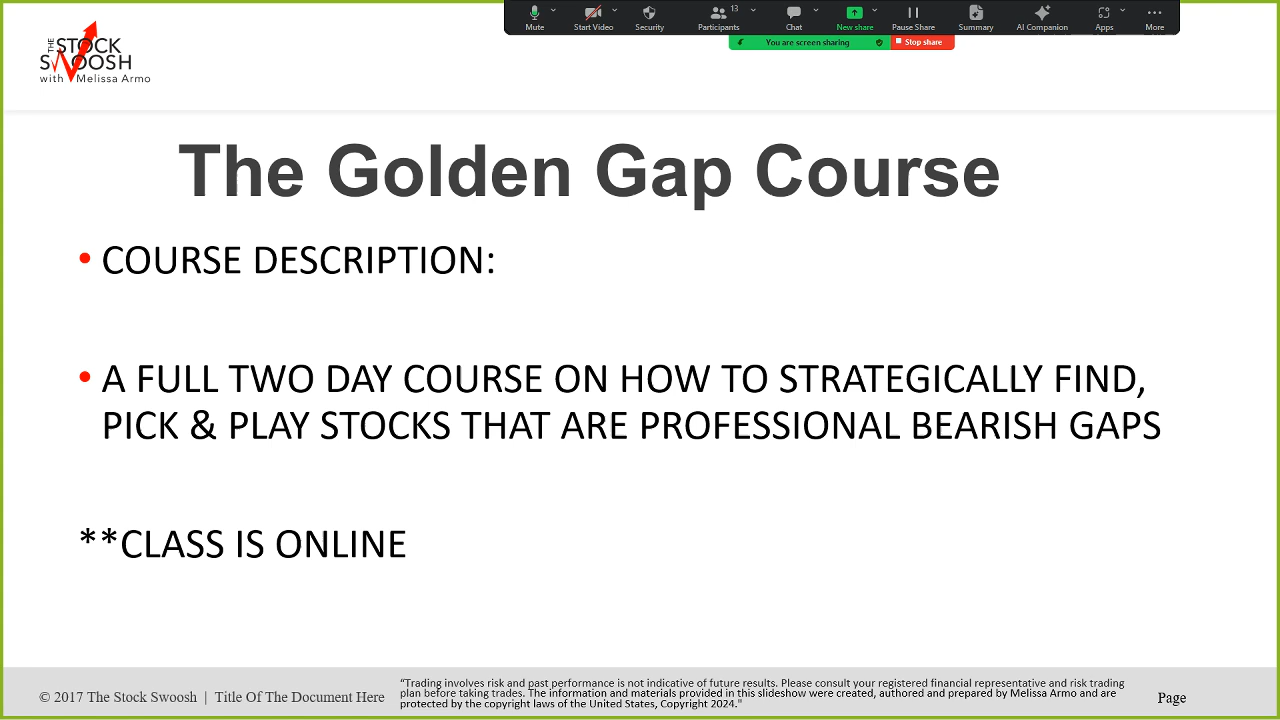 Mute
Start Video
Security
Participants
13
Chat
New share
Pause Share
Summary
AI Companion
Apps
More
You are screen sharing
Stop share
THE STOCK
SWOOSH
with Melissa Armo
The Golden Gap Course
• COURSE DESCRIPTION:
• A FULL TWO DAY COURSE ON HOW TO STRATEGICALLY FIND,
PICK & PLAY STOCKS THAT ARE PROFESSIONAL BEARISH GAPS
**CLASS IS ONLINE
© 2017 The Stock Swoosh | Title Of The Document Here
“Trading involves risk and past performance is not indicative of future results. Please consult your registered financial representative and risk trading
plan before taking trades. The information and materials provided in this slideshow were created, authored and prepared by Melissa Armo and are
protected by the copyright laws of the United States, Copyright 2024."
Page